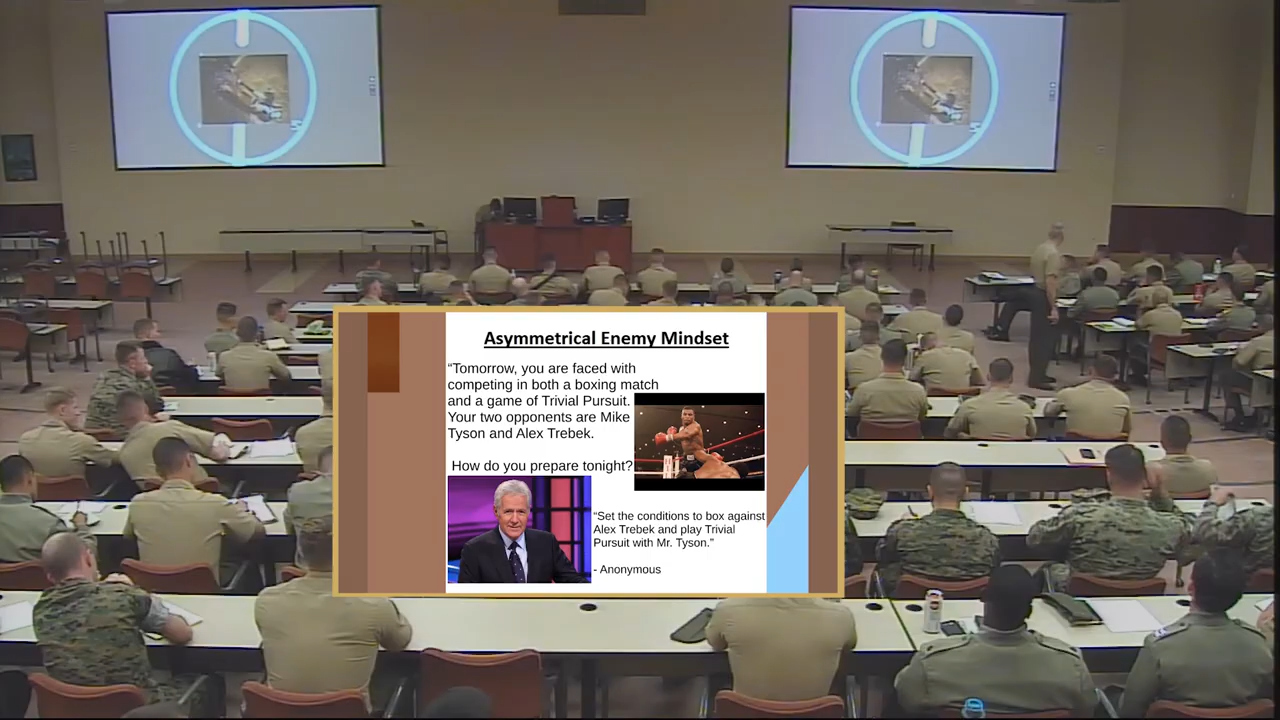 Asymmetrical Enemy Mindset
“Tomorrow, you are faced with
competing in both a boxing match
and a game of Trivial Pursuit.
Your two opponents are Mike
Tyson and Alex Trebek.
How do you prepare tonight?
"Set the conditions to box against
Alex Trebek and play Trivial
Pursuit with Mr. Tyson."
- Anonymous